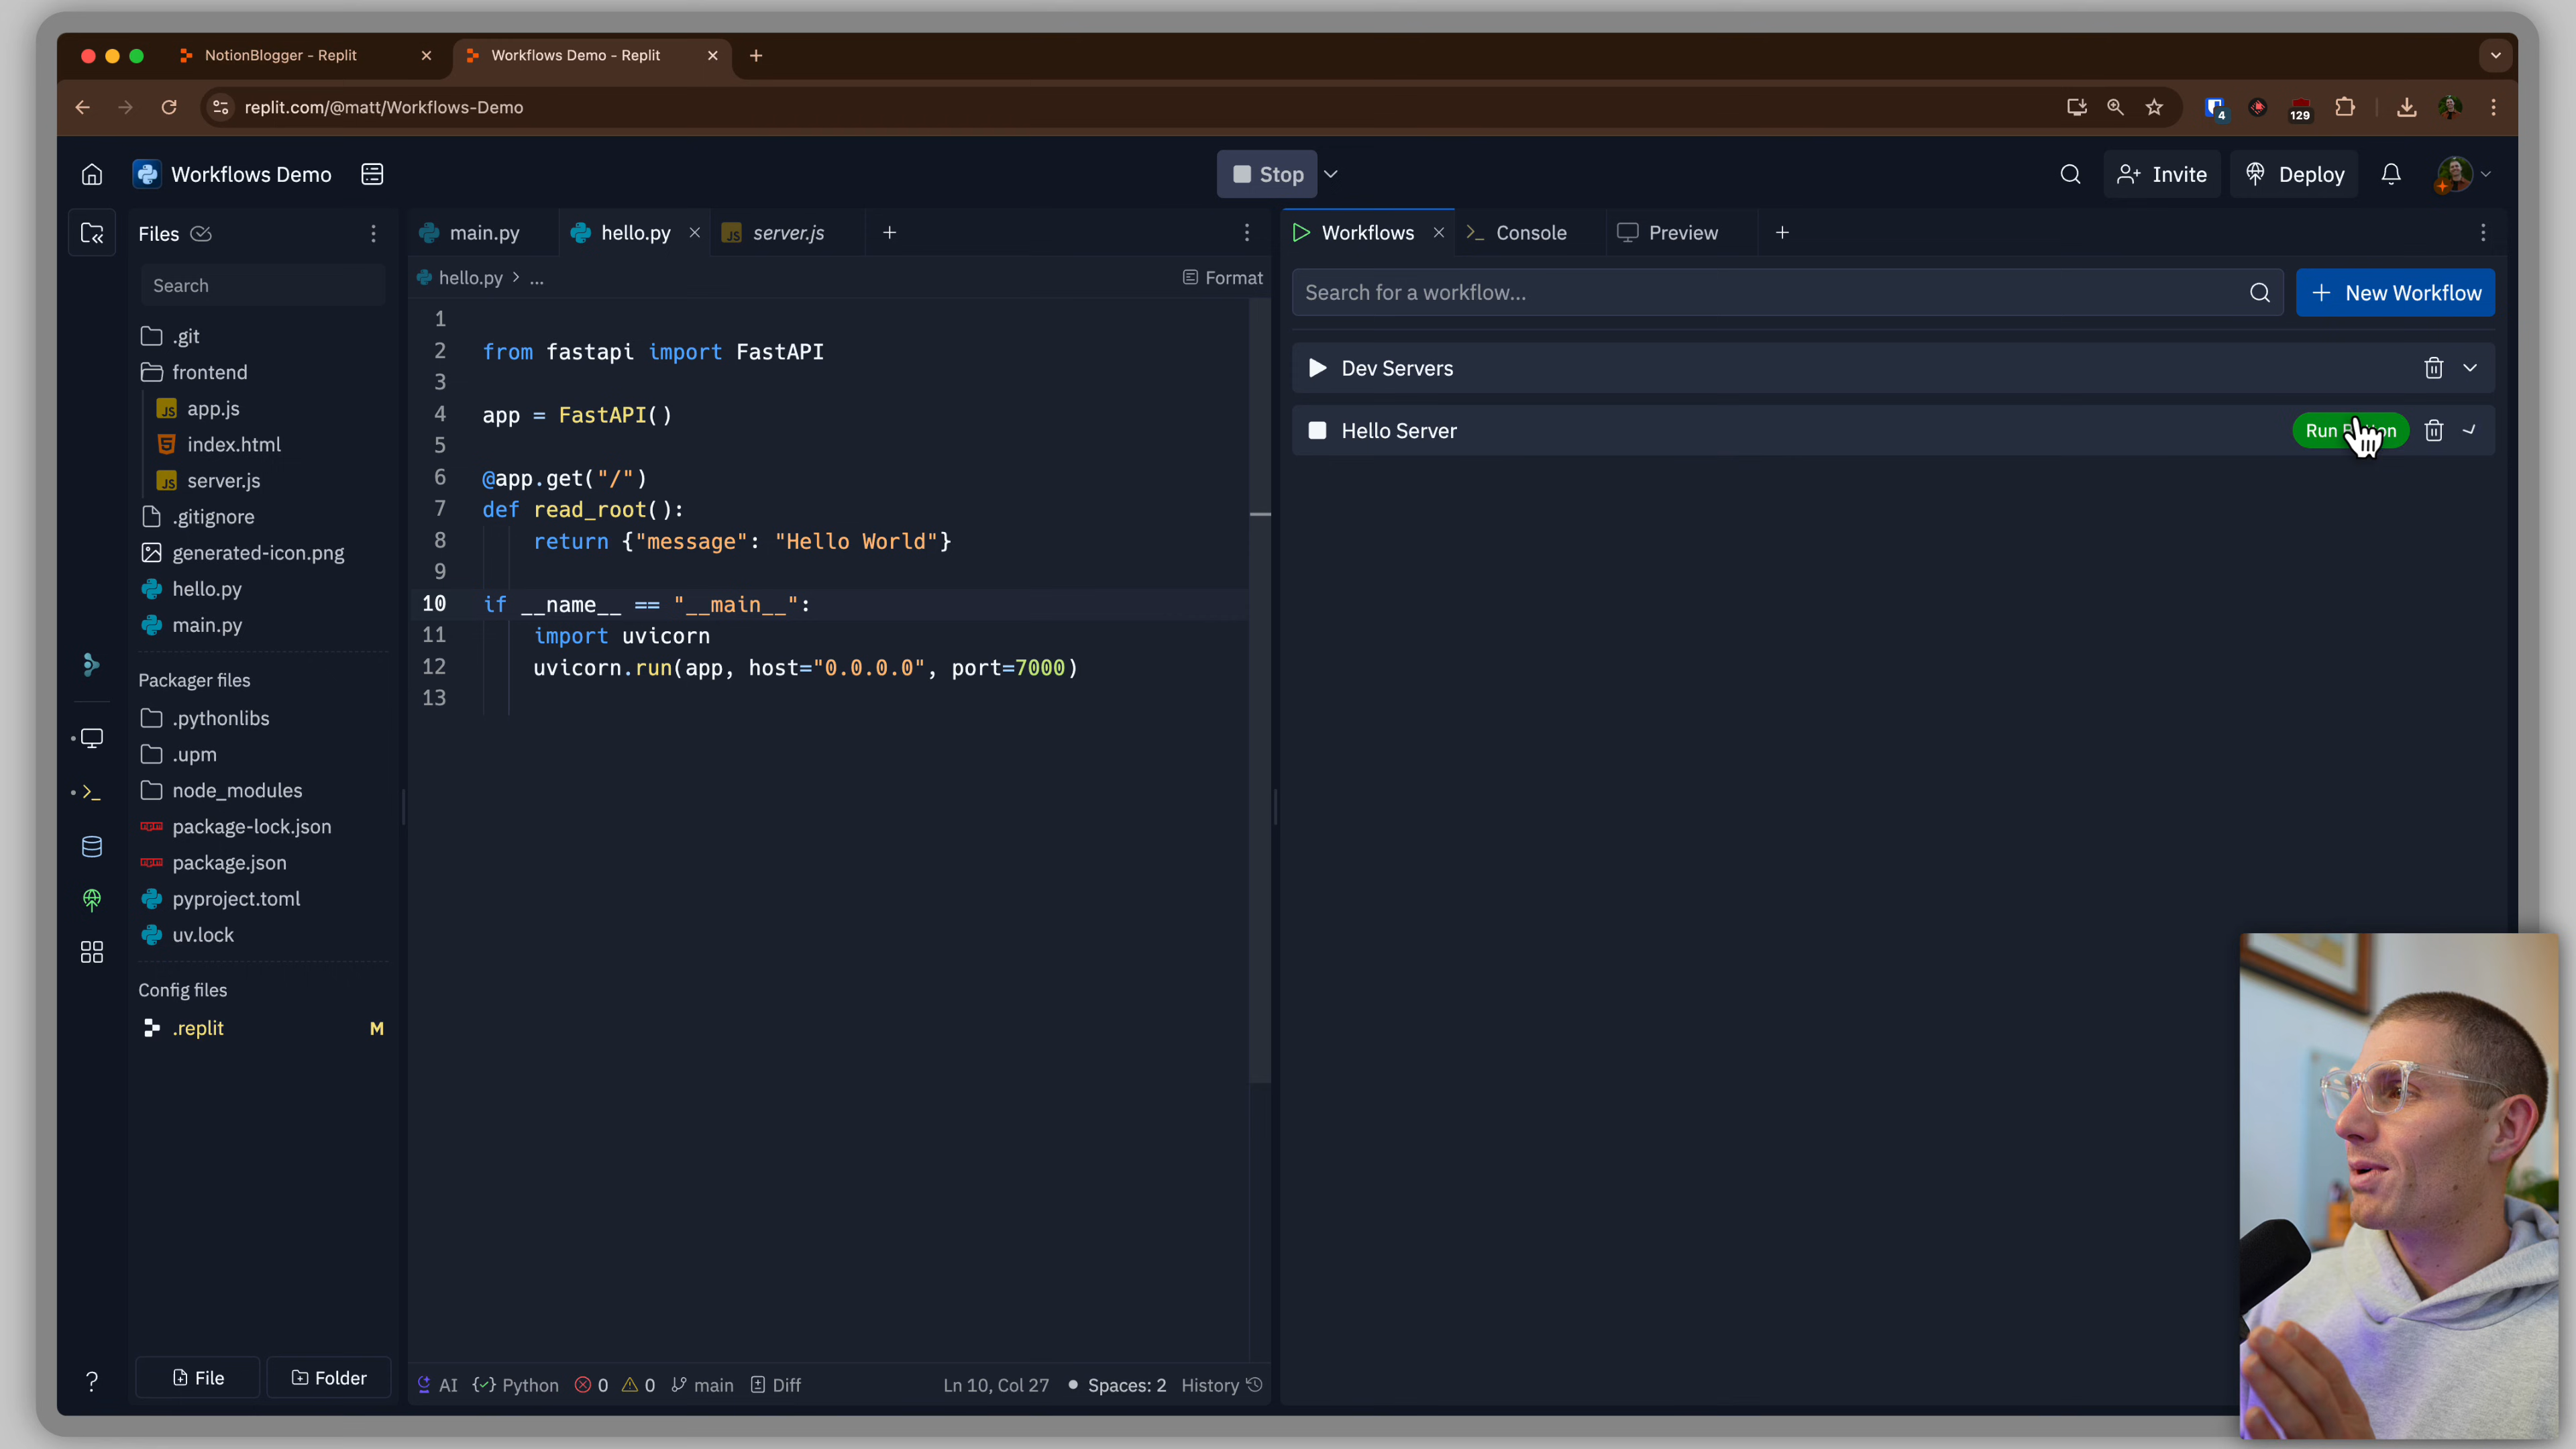 NotionBlogger - Replit
Workflows Demo - Replit
replit.com/@matt/Workflows-Demo
4
129
Workflows Demo
Stop
Invite
Deploy
Files
Search
.git
frontend
JS app.js
index.html
JS server.js
.gitignore
generated-icon.png
hello.py
main.py
Packager files
.pythonlibs
.upm
node_modules
package-lock.json
package.json
pyproject.toml
uv.lock
Config files
.replit M
File
Folder
main.py
hello.py
JS server.js
hello.py > ...
Format
1
2 from fastapi import FastAPI
3
4 app = FastAPI()
5
6 @app.get("/")
7 def read_root():
8 return {"message": "Hello World"}
9
10 if __name__ == "__main__":
11 import uvicorn
12 uvicorn.run(app, host="0.0.0.0", port=7000)
13
AI Python 0 0 main Diff Ln 10, Col 27 Spaces: 2 History
Workflows
Console
Preview
Search for a workflow...
New Workflow
Dev Servers
Hello Server
Run